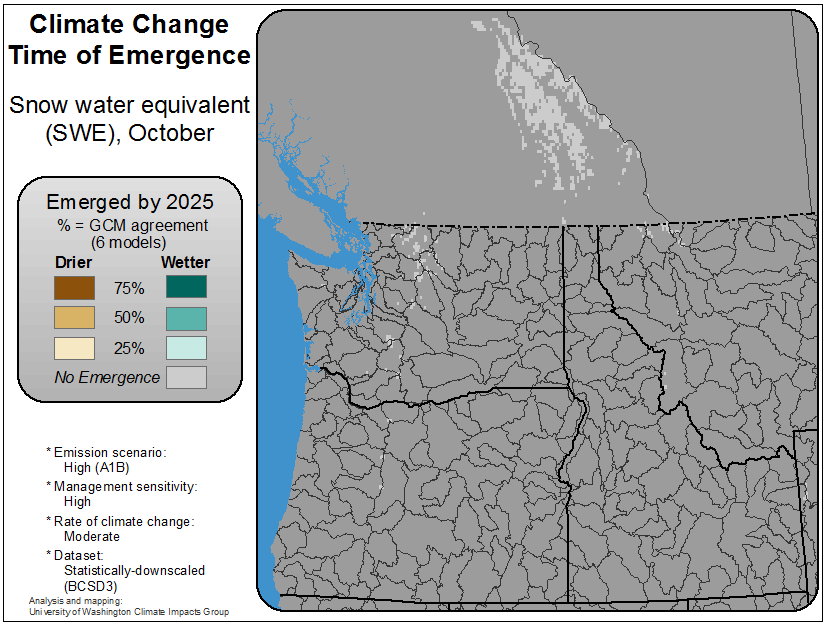 Climate Change
Time of Emergence
Snow water equivalent
(SWE), October
Emerged by 2025
% = GCM agreement
(6 models)
Drier Wetter
75%
50%
25%
No Emergence
* Emission scenario:
High (A1B)
* Management sensitivity:
High
* Rate of climate change:
Moderate
* Dataset:
Statistically-downscaled
(BCSD3)
Analysis and mapping:
University of Washington Climate Impacts Group